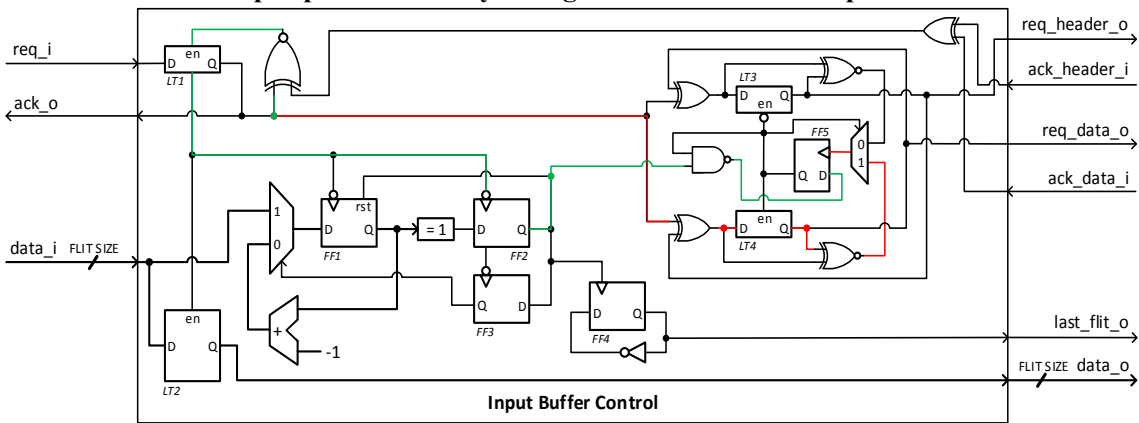 req_i
ack_o
data_i FLIT SIZE
en
D Q
LT1
en
D Q
LT2
1
0
rst
D Q
FF1
= 1
D Q
FF2
Q D
FF3
+
-1
D Q
FF4
LT3
D Q
en
FF5
Q D
0
1
en
D Q
LT4
req_header_o
ack_header_i
req_data_o
ack_data_i
last_flit_o
FLIT SIZE data_o
Input Buffer Control